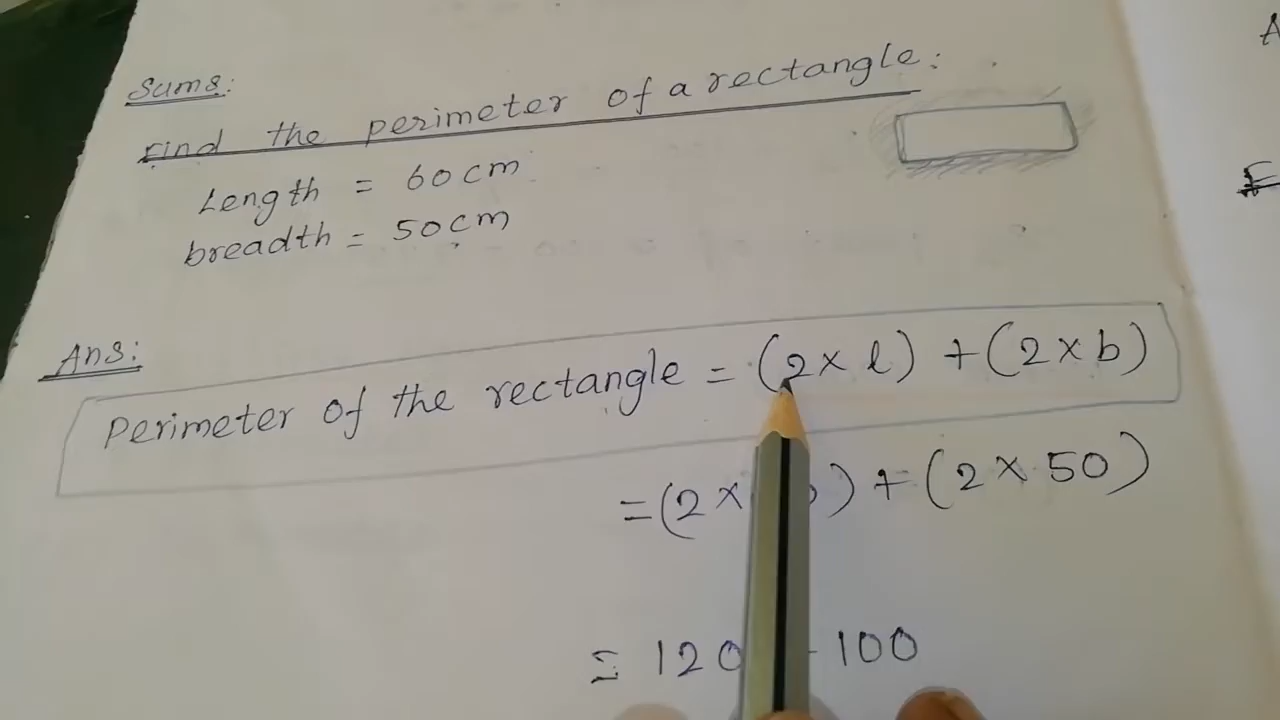 Sums:
Find the perimeter of a rectangle:
Length = 60cm
breadth = 50cm
Ans:
Perimeter of the rectangle = (2 × l) + (2 × b)
= (2 × ) + (2 × 50)
= 120 100